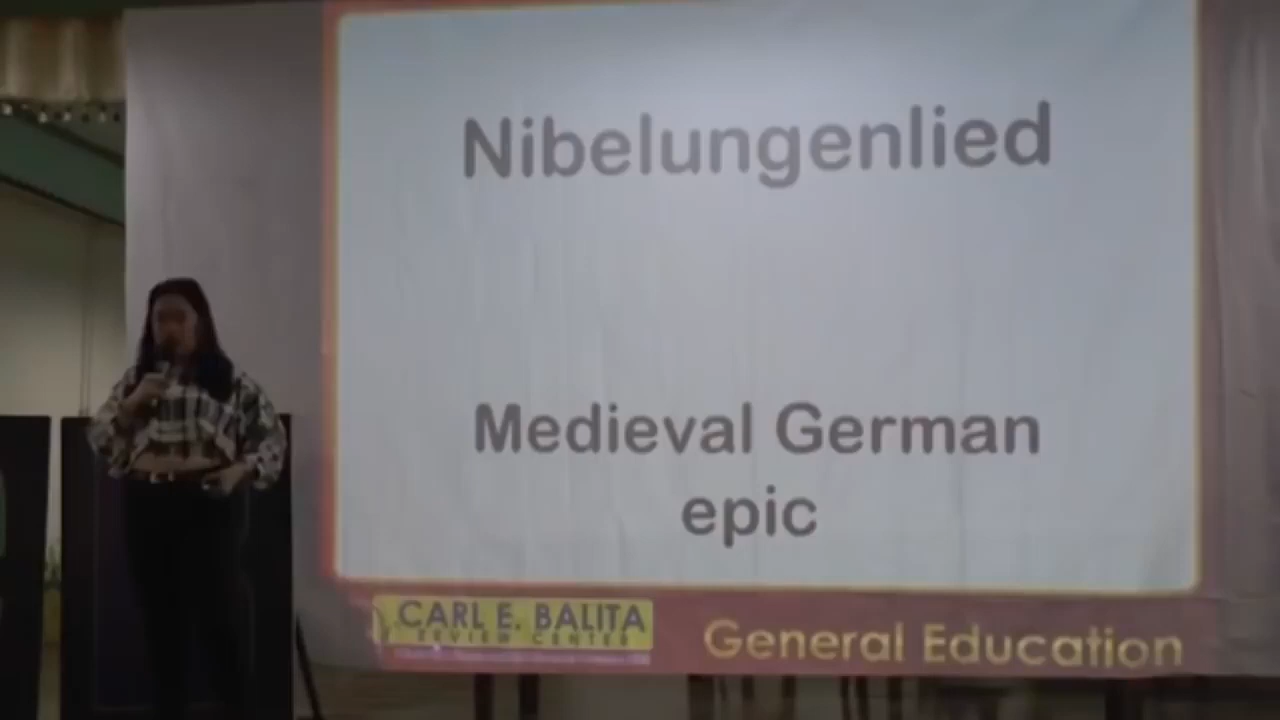 Nibelungenlied
Medieval German
epic
CARL E. BALITA
REVIEW CENTER
General Education